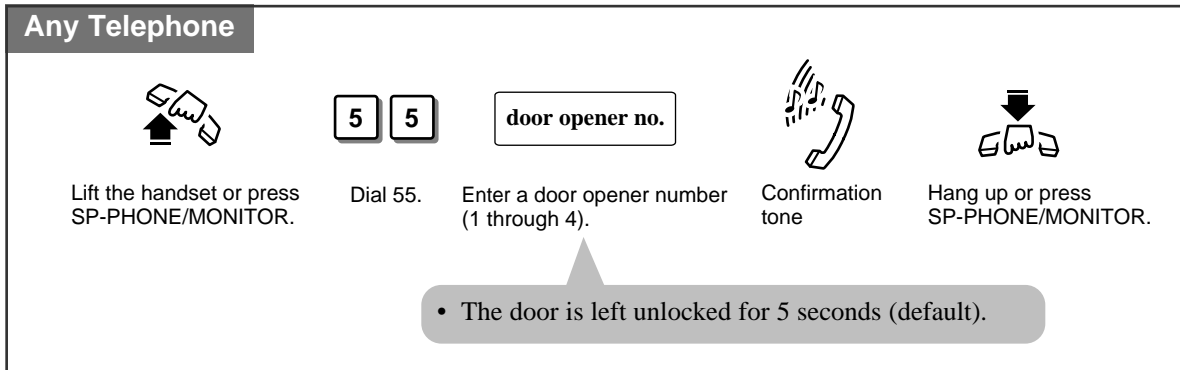 Any Telephone
5 5
door opener no.
Lift the handset or press
SP-PHONE/MONITOR.
Dial 55.
Enter a door opener number
(1 through 4).
Confirmation
tone
Hang up or press
SP-PHONE/MONITOR.
• The door is left unlocked for 5 seconds (default).